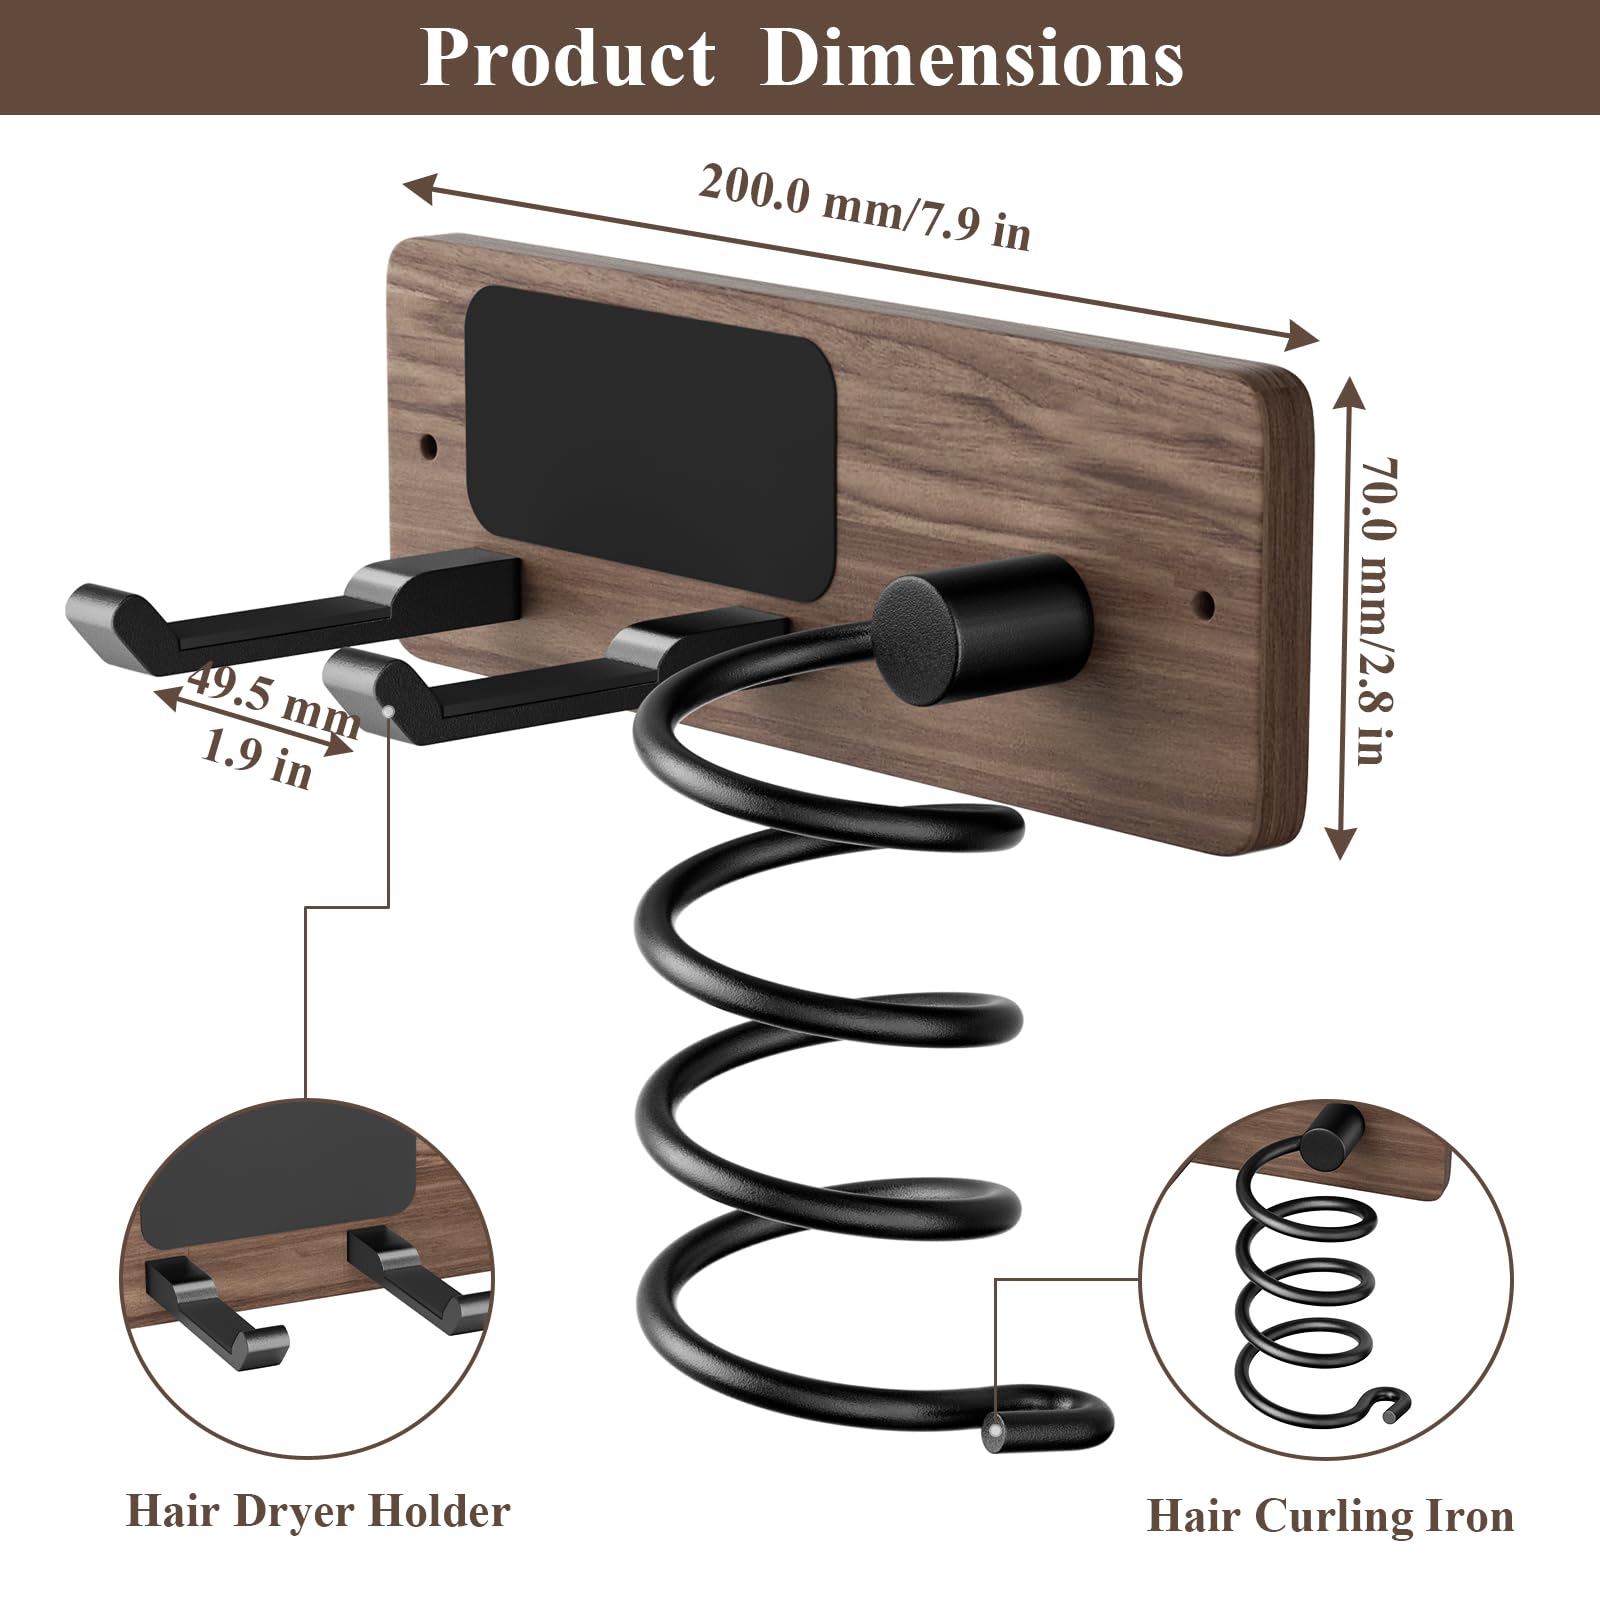 Product Dimensions
200.0 mm/7.9 in
70.0 mm/2.8 in
49.5 mm
1.9 in
Hair Dryer Holder
Hair Curling Iron